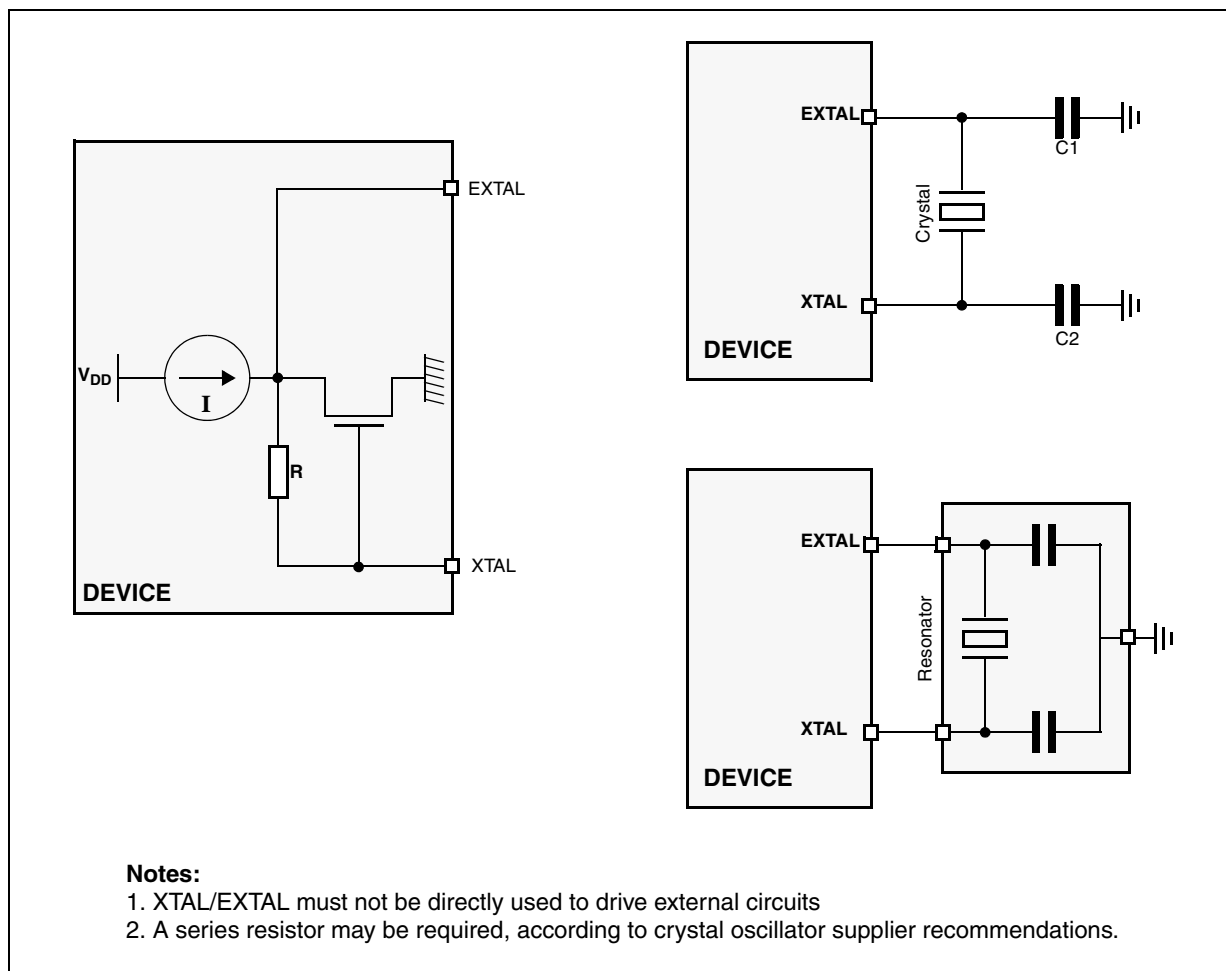 EXTAL
XTAL
V_DD
I
R
DEVICE
EXTAL
XTAL
Crystal
C1
C2
DEVICE
EXTAL
XTAL
Resonator
DEVICE
Notes:
1. XTAL/EXTAL must not be directly used to drive external circuits
2. A series resistor may be required, according to crystal oscillator supplier recommendations.